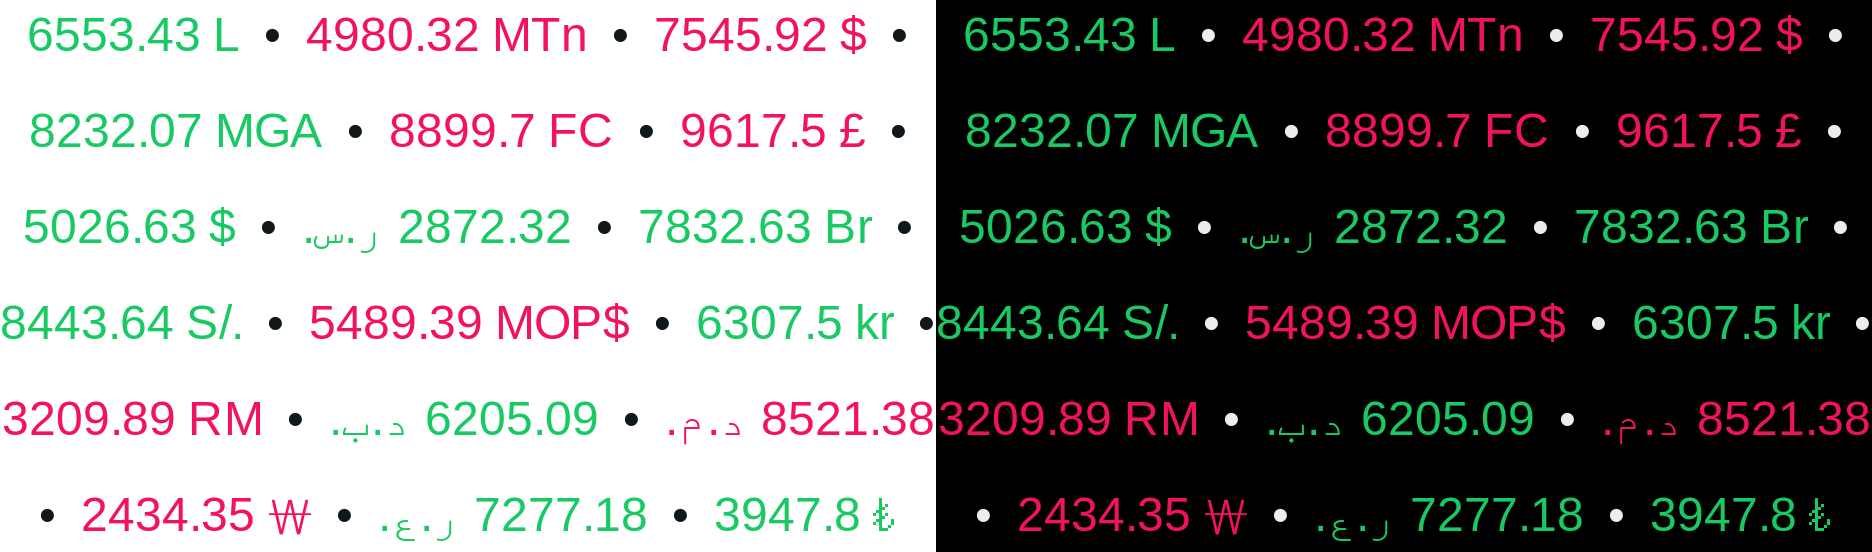 6553.43 L • 4980.32 MTn • 7545.92 $ • 6553.43 L • 4980.32 MTn • 7545.92 $ •
8232.07 MGA • 8899.7 FC • 9617.5 £ • 8232.07 MGA • 8899.7 FC • 9617.5 £ •
5026.63 $ • 2872.32 ر.س.‏ • 7832.63 Br • 5026.63 $ • 2872.32 ر.س.‏ • 7832.63 Br •
8443.64 S/. • 5489.39 MOP$ • 6307.5 kr • 8443.64 S/. • 5489.39 MOP$ • 6307.5 kr •
3209.89 RM • 6205.09 د.ب.‏ • 8521.38 د.م.‏ 3209.89 RM • 6205.09 د.ب.‏ • 8521.38 د.م.‏
• 2434.35 ₩ • 7277.18 ر.ع.‏ • 3947.8 ₺ • 2434.35 ₩ • 7277.18 ر.ع.‏ • 3947.8 ₺